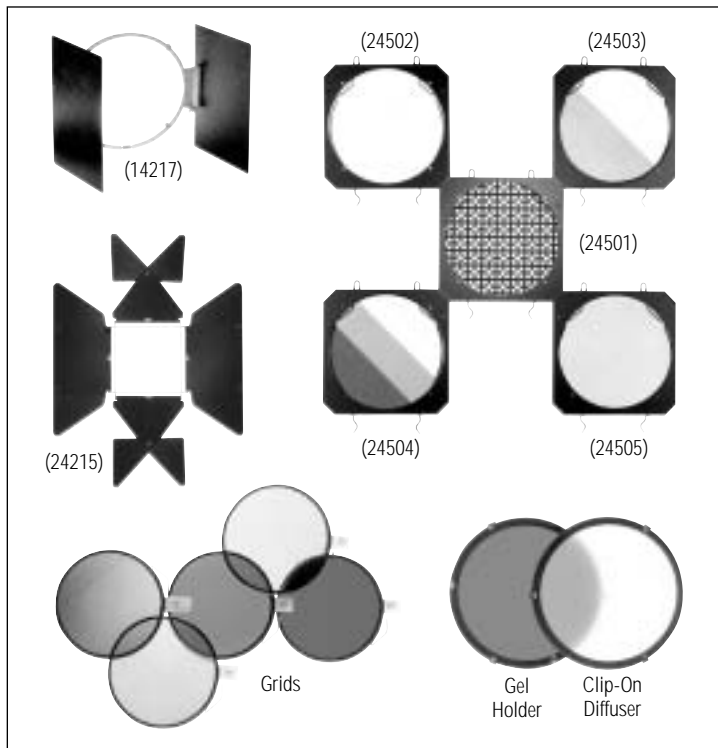 (24502)
(24503)
(14217)
(24501)
(24215)
(24504)
(24505)
Grids
Gel
Holder
Clip-On
Diffuser